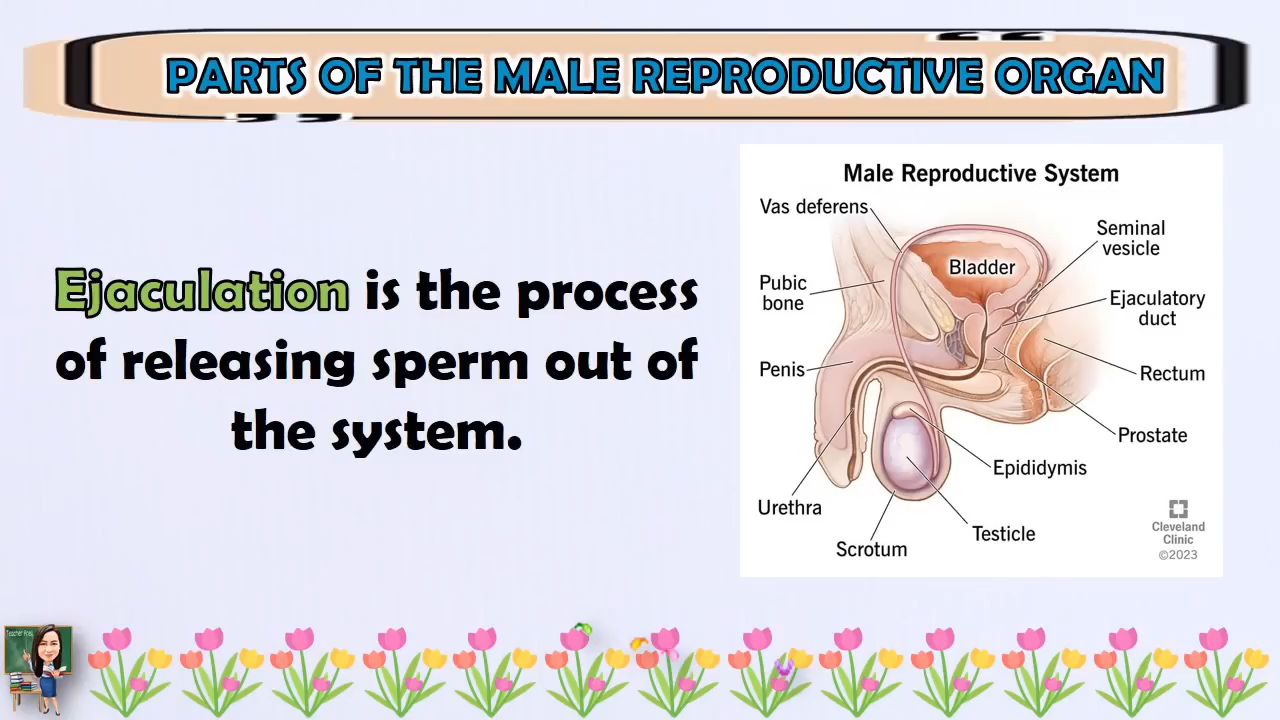 PARTS OF THE MALE REPRODUCTIVE ORGAN
Ejaculation is the process
of releasing sperm out of
the system.
Male Reproductive System
Vas deferens
Seminal
vesicle
Bladder
Pubic
bone
Ejaculatory
duct
Penis
Rectum
Prostate
Epididymis
Urethra
Testicle
Scrotum
Cleveland
Clinic
©2023